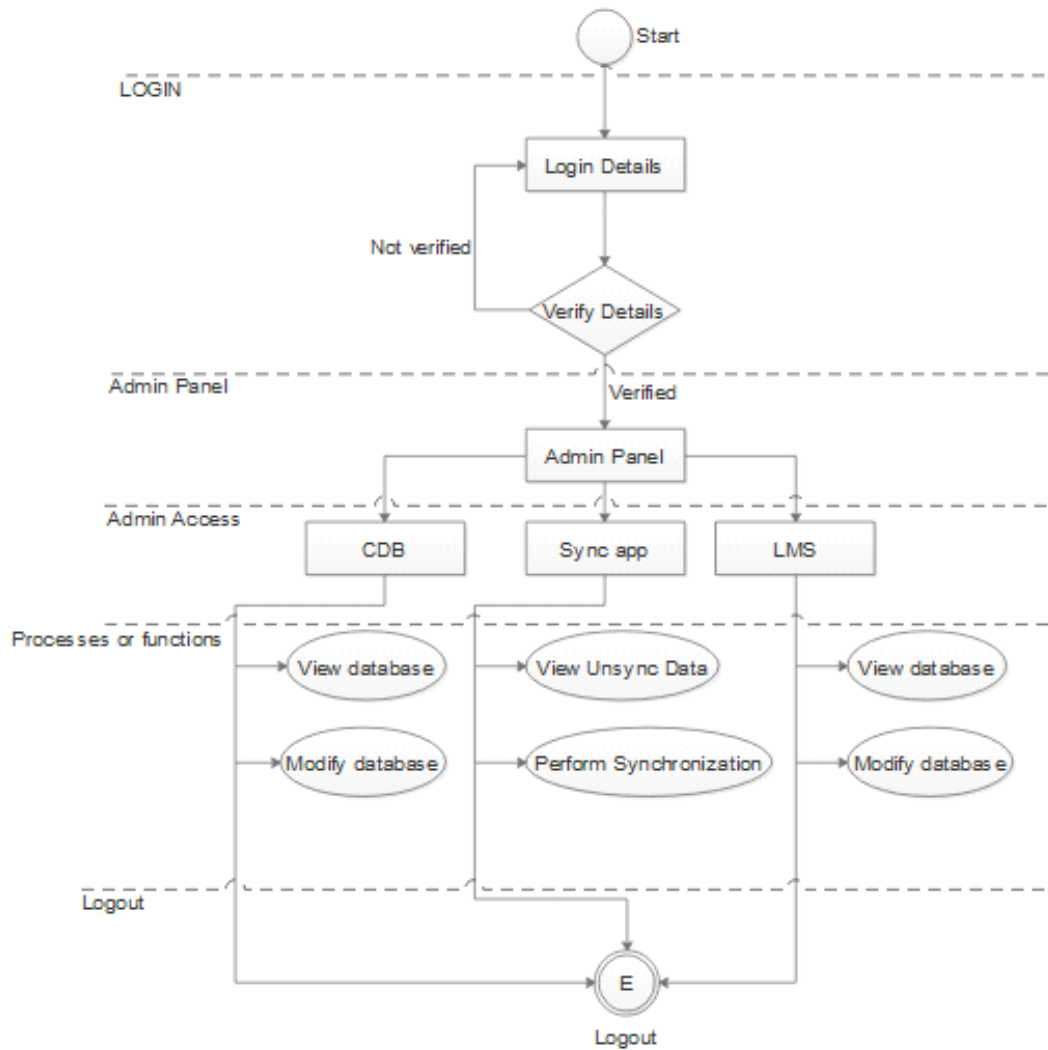 Start
LOGIN
Login Details
Not verified
Verify Details
Admin Panel
Verified
Admin Panel
Admin Access
CDB
Sync app
LMS
Processes or functions
View database
View Unsync Data
View database
Modify database
Perform Synchronization
Modify database
Logout
E
Logout